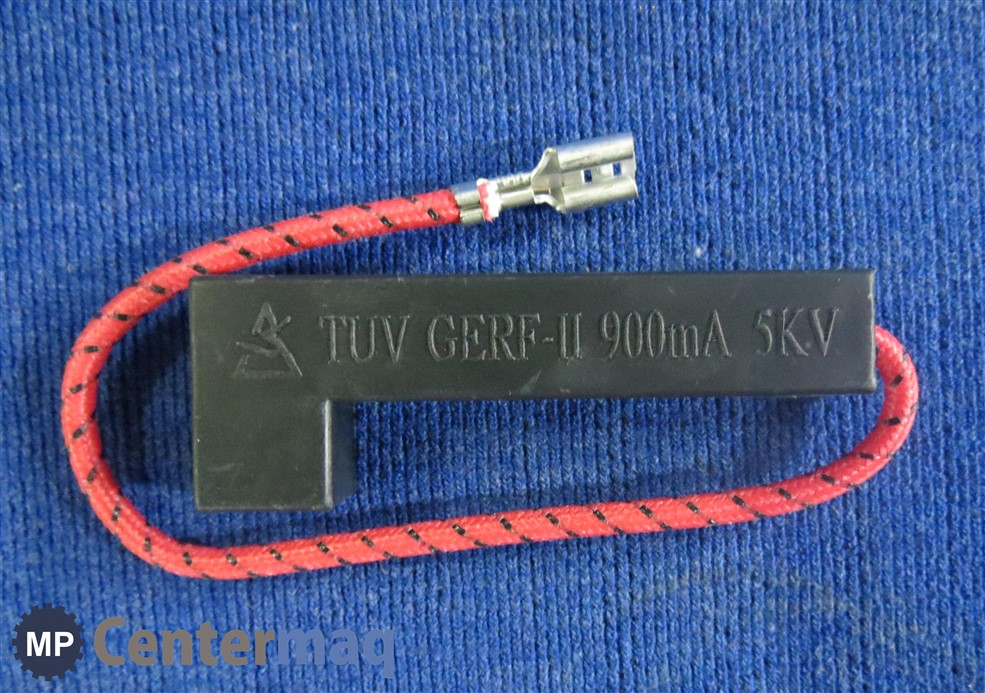 TUV GERF-II 900mA 5KV
MP Centermaq